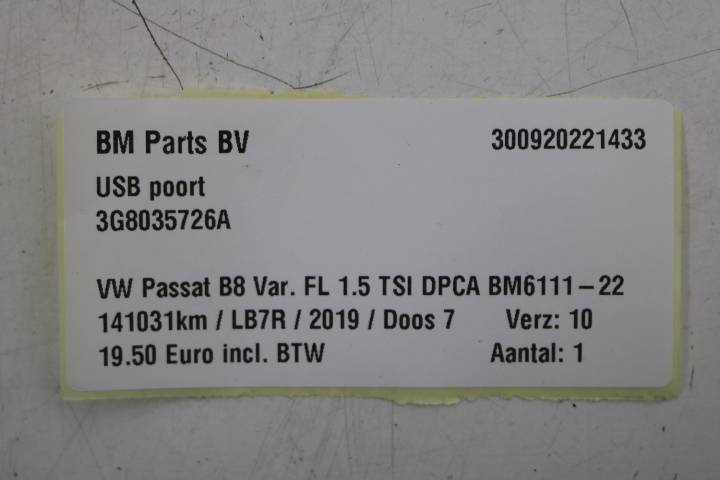 BM Parts BV 300920221433
USB poort
3G8035726A
VW Passat B8 Var. FL 1.5 TSI DPCA BM6111-22
141031km / LB7R / 2019 / Doos 7 Verz: 10
19.50 Euro incl. BTW Aantal: 1